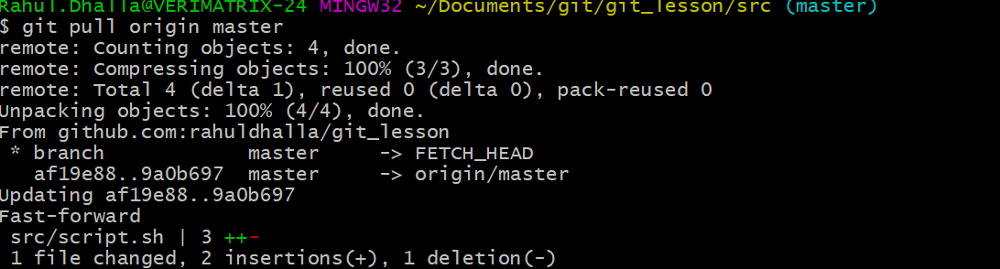 Rahul.Dhalla@VERIMATRIX-24 MINGW32 ~/Documents/git/git_lesson/src (master)
$ git pull origin master
remote: Counting objects: 4, done.
remote: Compressing objects: 100% (3/3), done.
remote: Total 4 (delta 1), reused 0 (delta 0), pack-reused 0
Unpacking objects: 100% (4/4), done.
From github.com:rahuldhalla/git_lesson
 * branch            master     -> FETCH_HEAD
   af19e88..9a0b697  master     -> origin/master
Updating af19e88..9a0b697
Fast-forward
 src/script.sh | 3 ++-
 1 file changed, 2 insertions(+), 1 deletion(-)